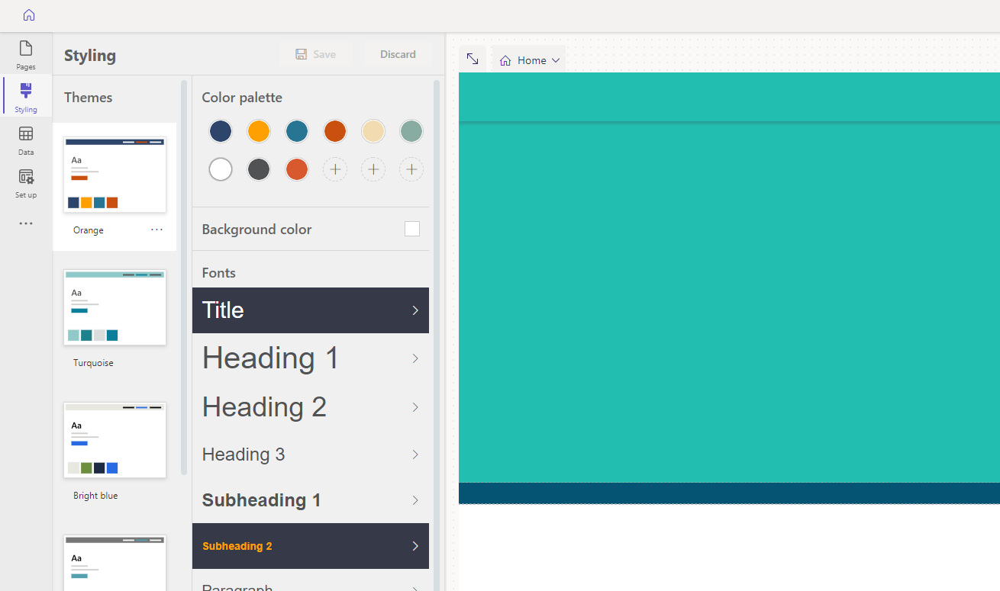 Pages
Styling
Data
Set up
Styling
Save
Discard
Themes
Aa
Orange
Aa
Turquoise
Aa
Bright blue
Aa
Color palette
Background color
Fonts
Title
Heading 1
Heading 2
Heading 3
Subheading 1
Subheading 2
Paragraph
Home